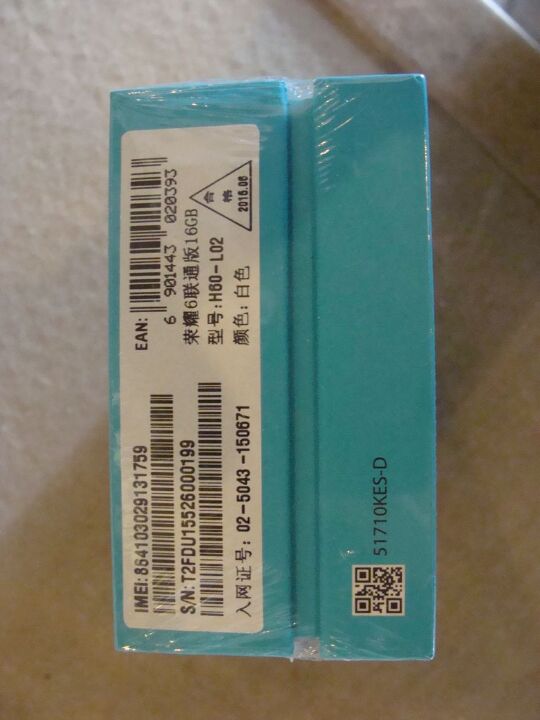 IMEI: 864103029131759
S/N: T2FDU15526000199
入网证号: 02-5043-150671
EAN:
6 901443 020393
荣耀6联通版16GB
型号: H60-L02
颜色: 白色
合格
2015.06
51710KES-D